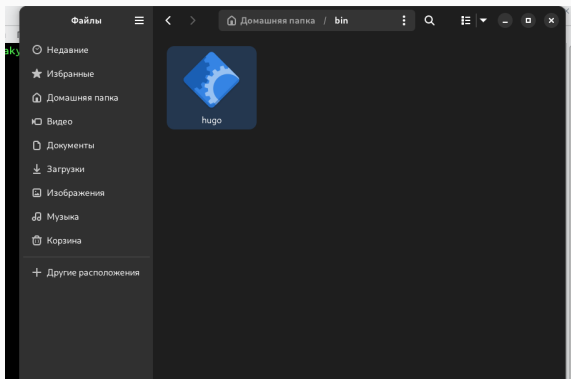 Файлы
Домашняя папка / bin
Недавние
Избранные
Домашняя папка
Видео
Документы
Загрузки
Изображения
Музыка
Корзина
Другие расположения
hugo